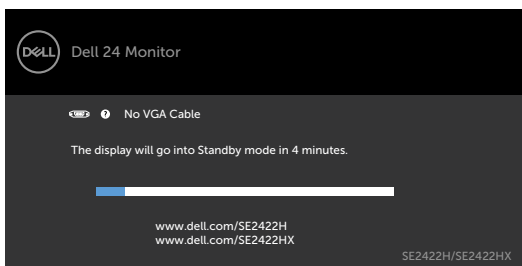 DELL
Dell 24 Monitor
? No VGA Cable
The display will go into Standby mode in 4 minutes.
www.dell.com/SE2422H
www.dell.com/SE2422HX
SE2422H/SE2422HX